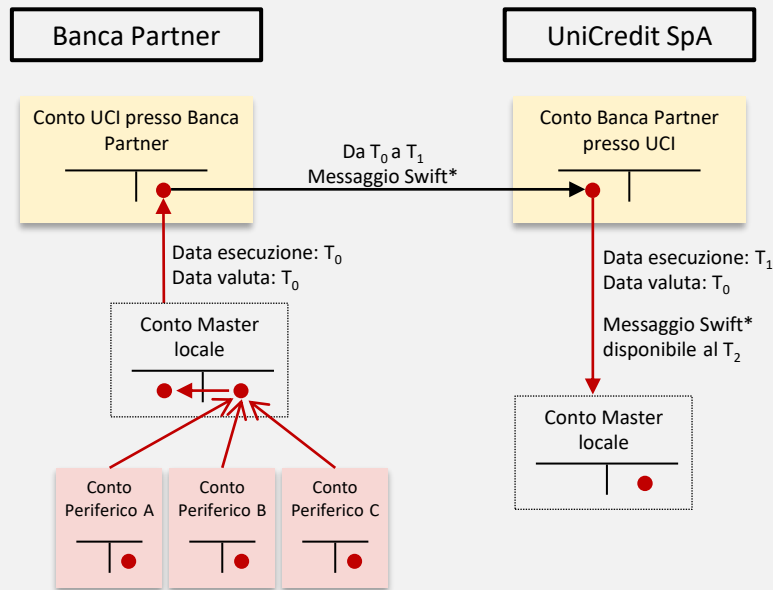 Banca Partner
UniCredit SpA
Conto UCI presso Banca
Partner
Conto Banca Partner
presso UCI
Da T₀ a T₁
Messaggio Swift*
Data esecuzione: T₀
Data valuta: T₀
Data esecuzione: T₁
Data valuta: T₀
Messaggio Swift*
disponibile al T₂
Conto Master
locale
Conto Master
locale
Conto
Periferico A
Conto
Periferico B
Conto
Periferico C